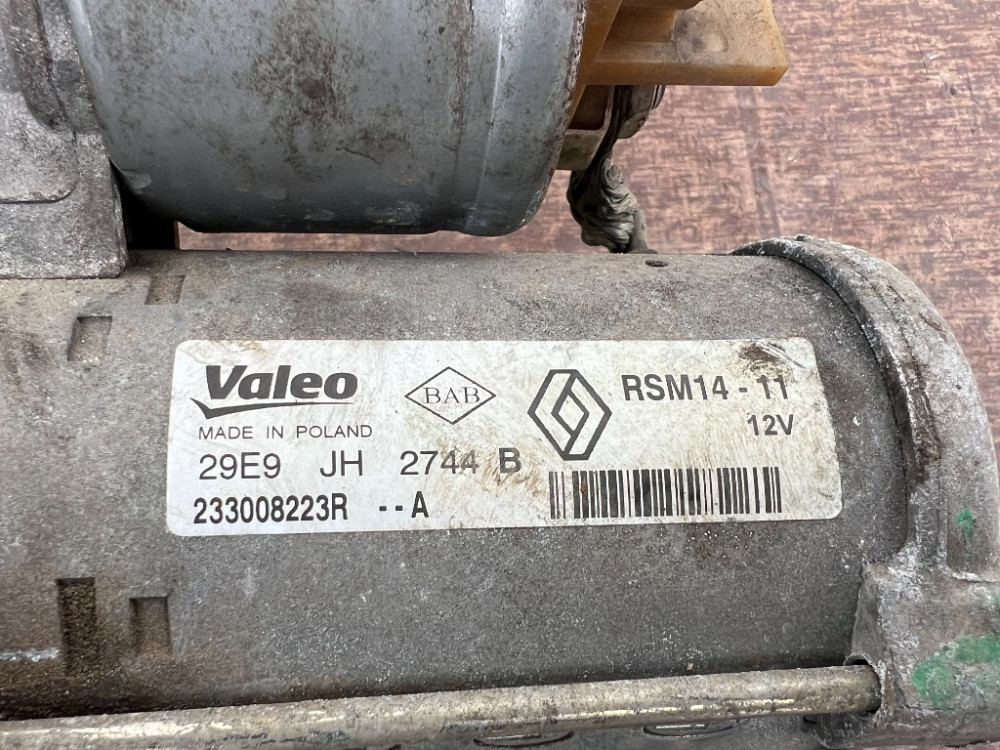 Valeo
MADE IN POLAND
BAB
RSM14 - 11
12V
29E9 JH 2744 B
233008223R --A